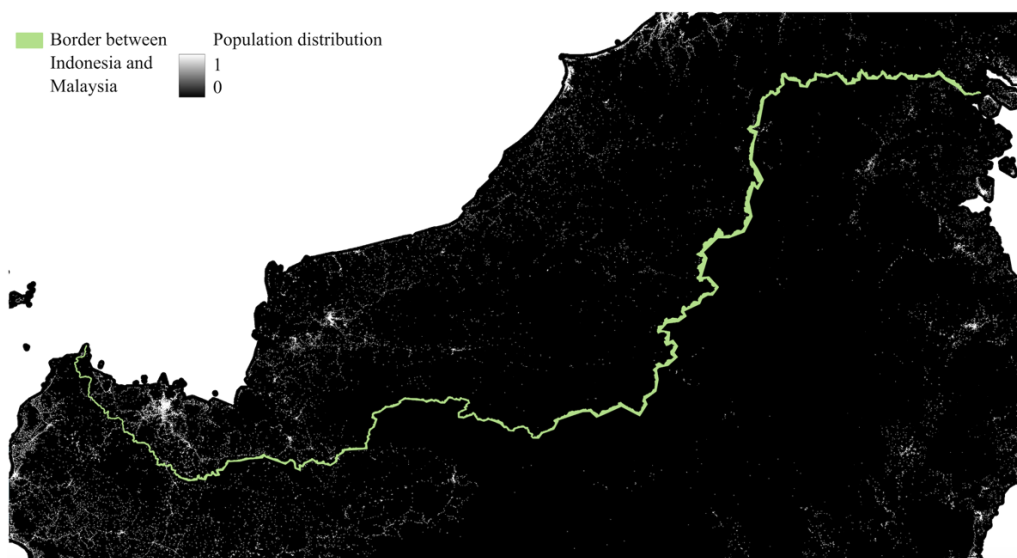 Border between
Indonesia and
Malaysia
Population distribution
1
0